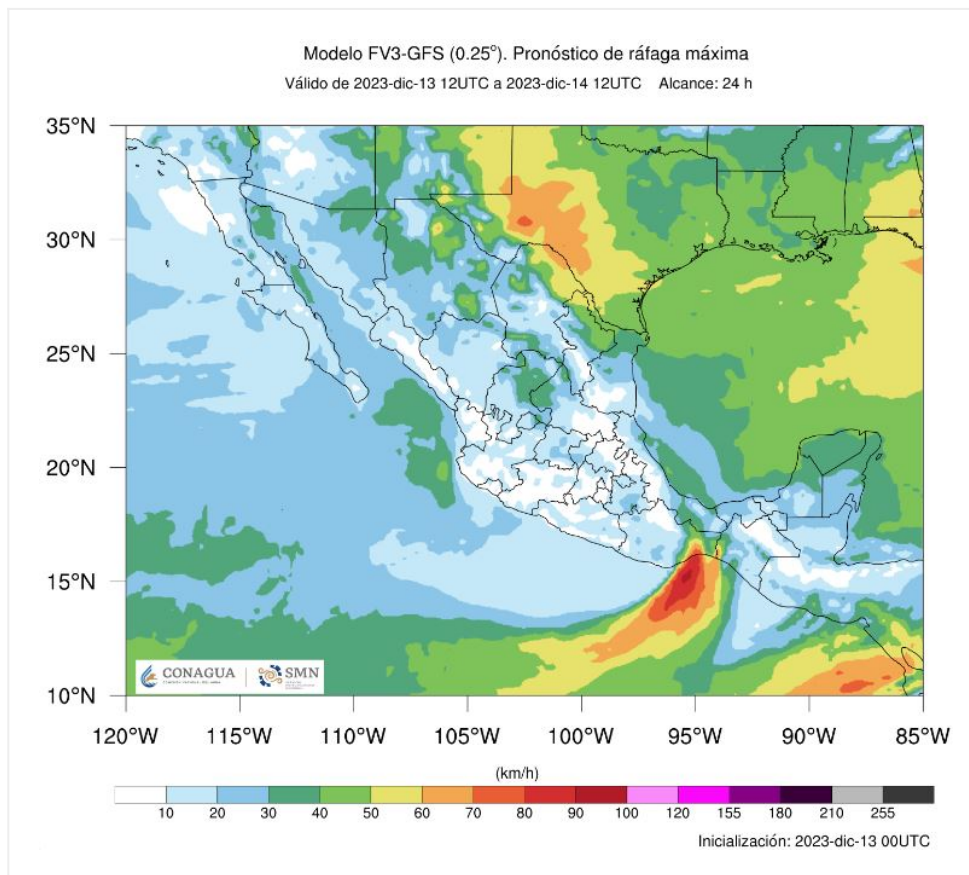 Modelo FV3-GFS (0.25°). Pronóstico de ráfaga máxima
Válido de 2023-dic-13 12UTC a 2023-dic-14 12UTC Alcance: 24 h
35°N
30°N
25°N
20°N
15°N
10°N
CONAGUA
SMN
120°W 115°W 110°W 105°W 100°W 95°W 90°W 85°W
(km/h)
10 20 30 40 50 60 70 80 90 100 120 155 180 210 255
Inicialización: 2023-dic-13 00UTC